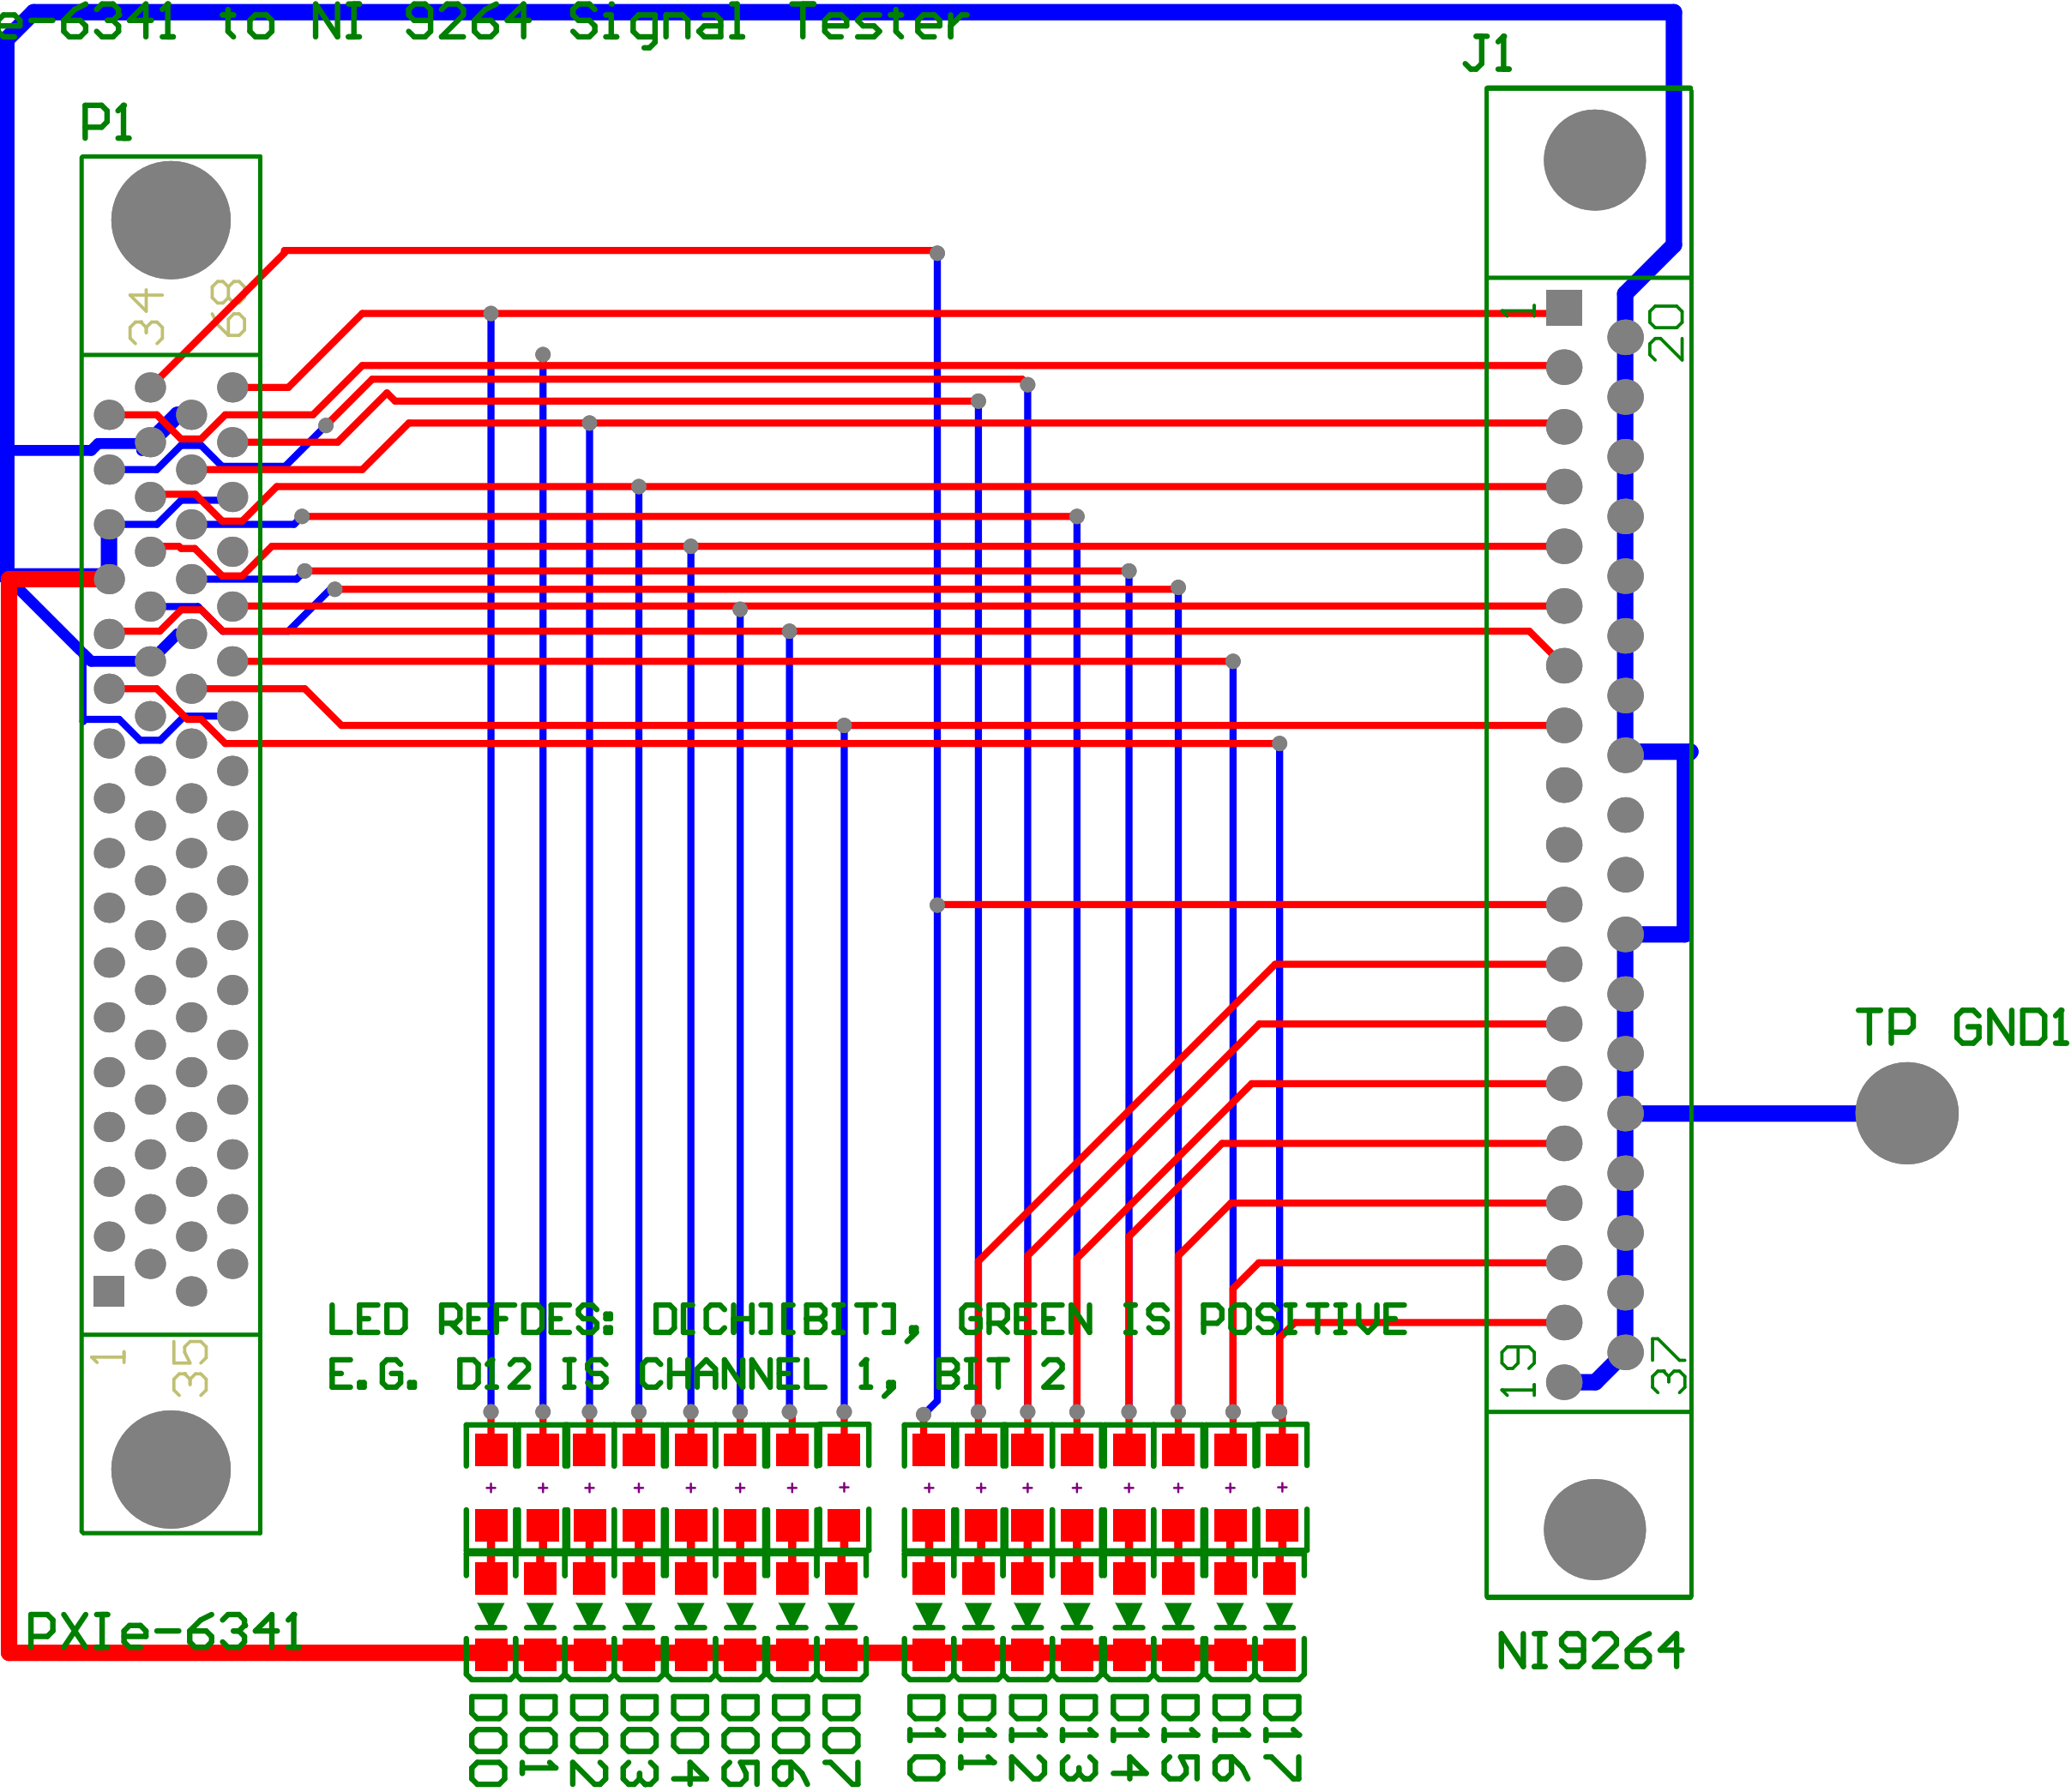 e-6341 to NI 9264 Signal Tester
J1
P1
34
68
1
20
TP GND1
LED REFDES: D[CH][BIT], GREEN IS POSITIVE
E.G. D12 IS CHANNEL 1, BIT 2
1
35
19
37
PXIe-6341
NI9264
D00
D01
D02
D03
D04
D05
D06
D07
D10
D11
D12
D13
D14
D15
D16
D17